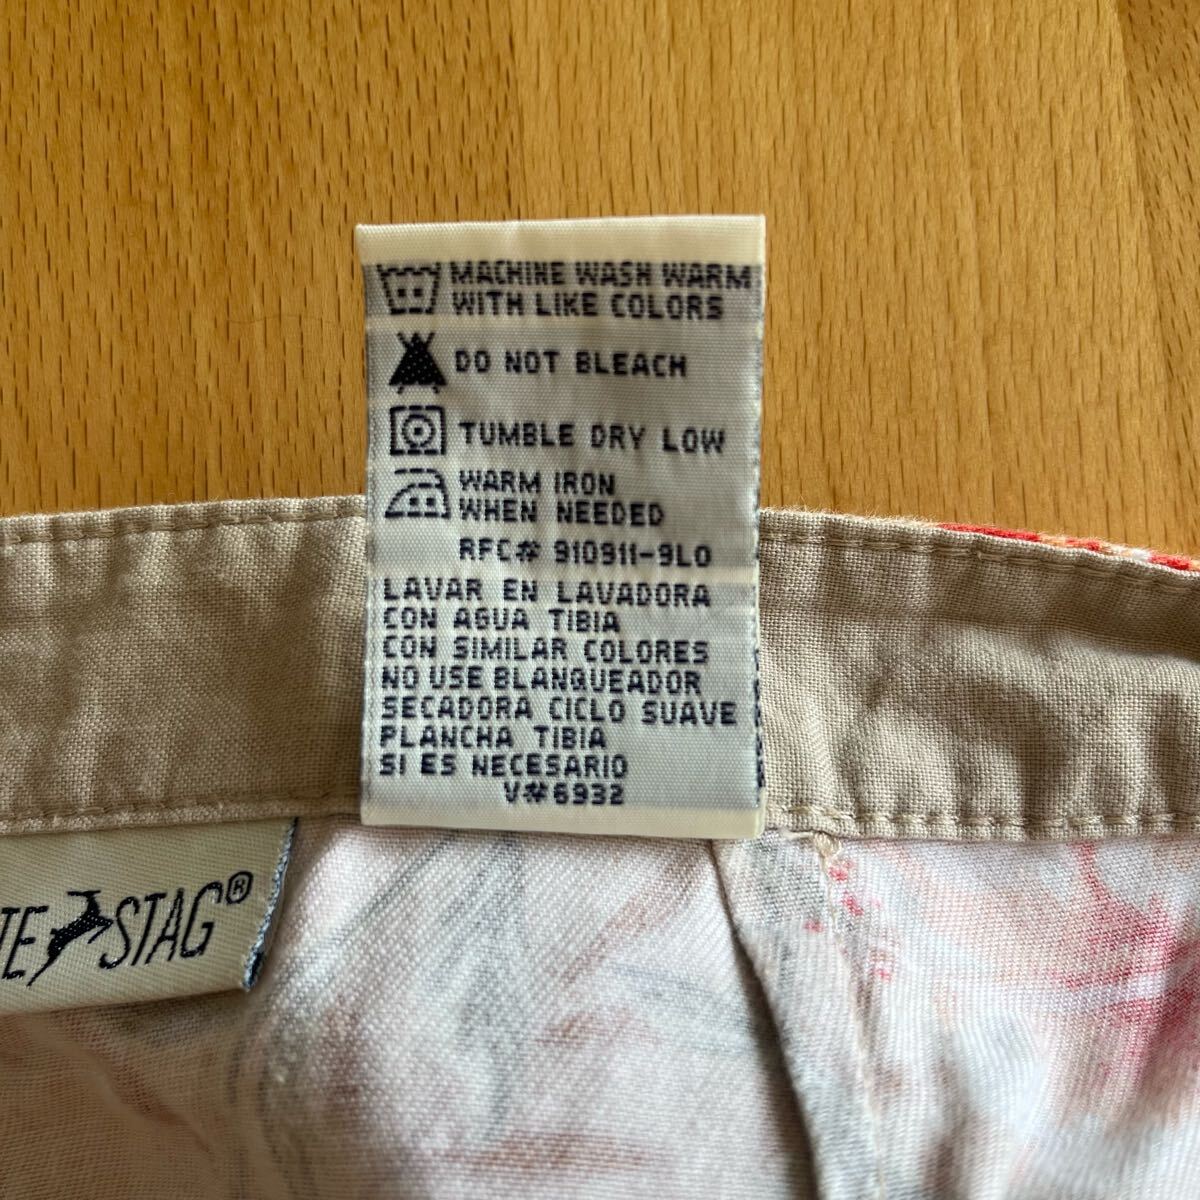 MACHINE WASH WARM
WITH LIKE COLORS
DO NOT BLEACH
TUMBLE DRY LOW
WARM IRON
WHEN NEEDED
RFC# 910911-9L0
LAVAR EN LAVADORA
CON AGUA TIBIA
CON SIMILAR COLORES
NO USE BLANQUEADOR
SECADORA CICLO SUAVE
PLANCHA TIBIA
SI ES NECESARIO
V#6932
TE STAG®